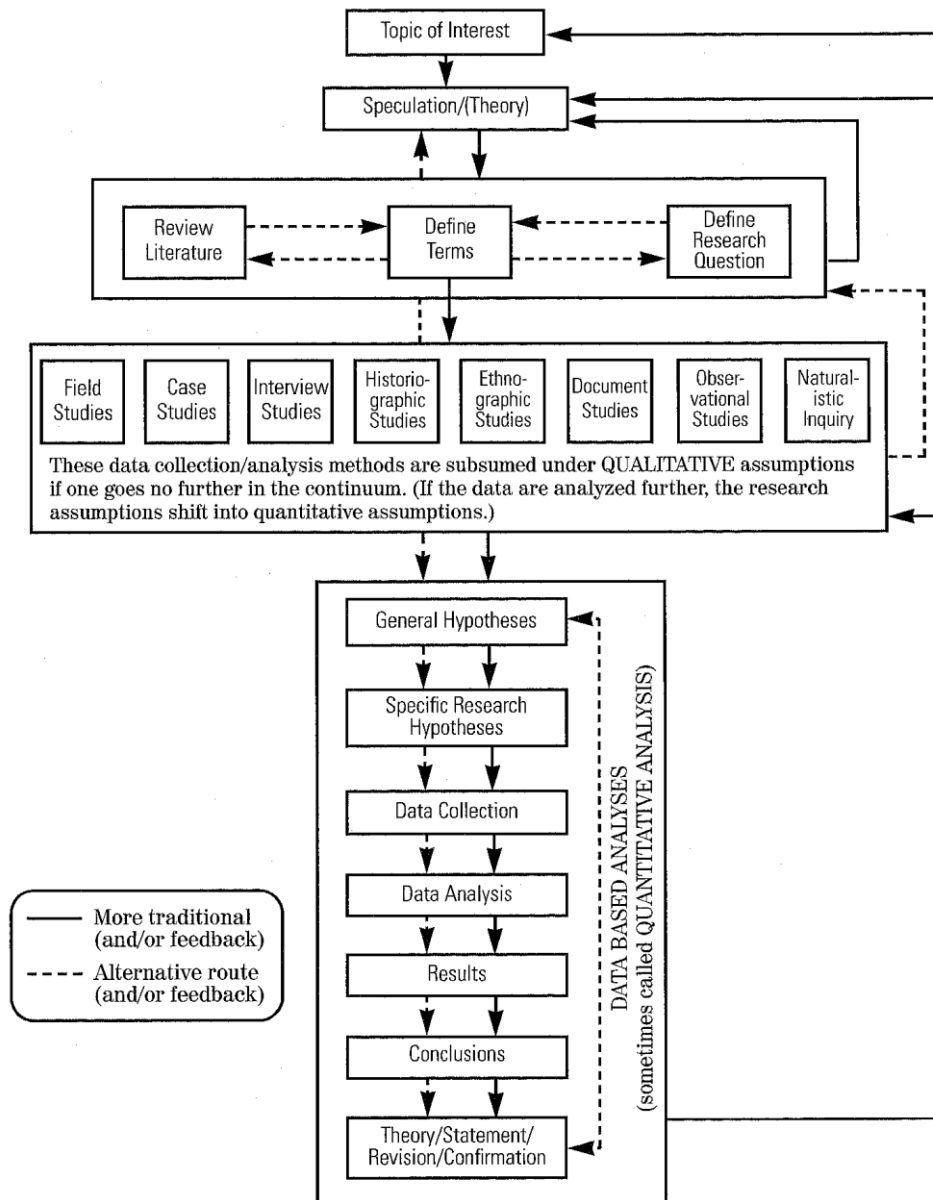 Topic of Interest
Speculation/(Theory)
Review
Literature
Define
Terms
Define
Research
Question
Field
Studies
Case
Studies
Interview
Studies
Historio-
graphic
Studies
Ethno-
graphic
Studies
Document
Studies
Obser-
vational
Studies
Natural-
istic
Inquiry
These data collection/analysis methods are subsumed under QUALITATIVE assumptions
if one goes no further in the continuum. (If the data are analyzed further, the research
assumptions shift into quantitative assumptions.)
General Hypotheses
Specific Research
Hypotheses
Data Collection
Data Analysis
Results
Conclusions
Theory/Statement/
Revision/Confirmation
DATA BASED ANALYSES
(sometimes called QUANTITATIVE ANALYSIS)
More traditional
(and/or feedback)
Alternative route
(and/or feedback)